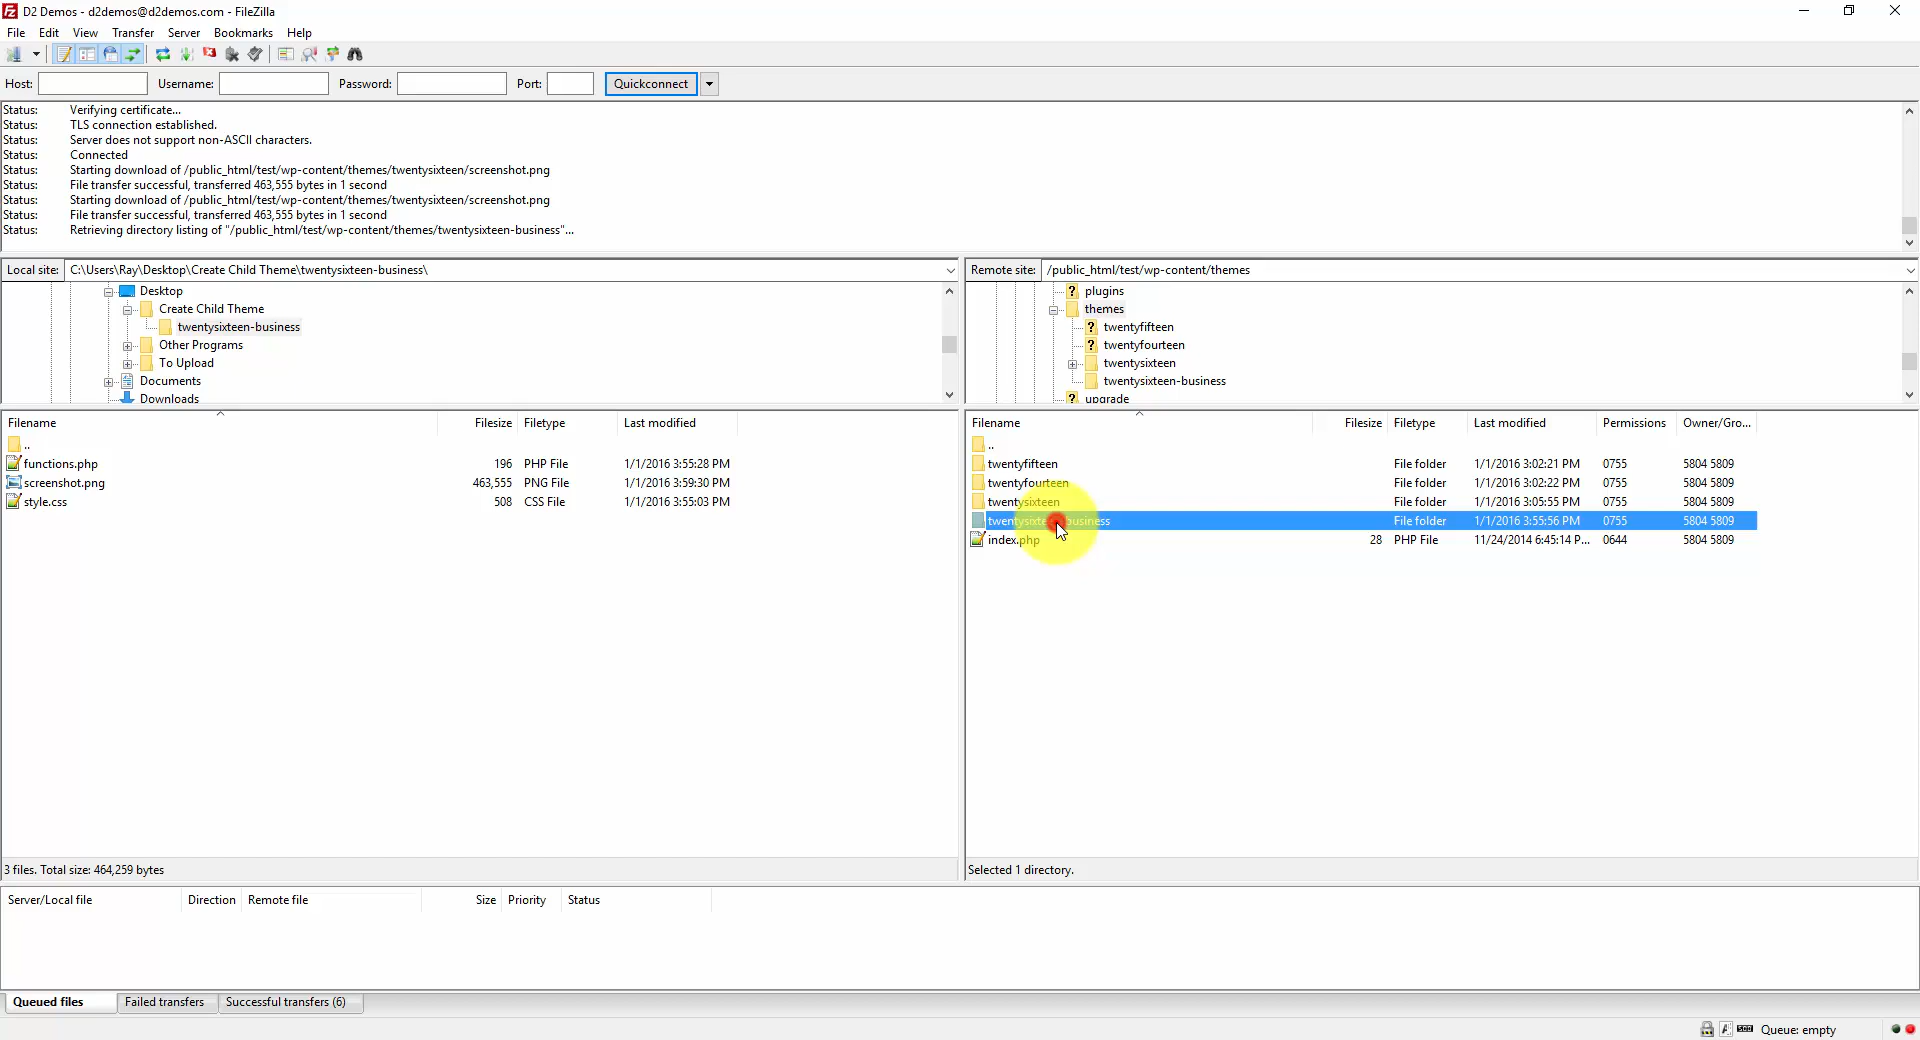 D2 Demos - d2demos@d2demos.com - FileZilla
File Edit View Transfer Server Bookmarks Help
Host: Username: Password: Port: Quickconnect
Status: Verifying certificate...
Status: TLS connection established.
Status: Server does not support non-ASCII characters.
Status: Connected
Status: Starting download of /public_html/test/wp-content/themes/twentysixteen/screenshot.png
Status: File transfer successful, transferred 463,555 bytes in 1 second
Status: Starting download of /public_html/test/wp-content/themes/twentysixteen/screenshot.png
Status: File transfer successful, transferred 463,555 bytes in 1 second
Status: Retrieving directory listing of "/public_html/test/wp-content/themes/twentysixteen-business"...
Local site: C:\Users\Ray\Desktop\Create Child Theme\twentysixteen-business\
Desktop
Create Child Theme
twentysixteen-business
Other Programs
To Upload
Documents
Downloads
Filename Filesize Filetype Last modified
..
functions.php 196 PHP File 1/1/2016 3:55:28 PM
screenshot.png 463,555 PNG File 1/1/2016 3:59:30 PM
style.css 508 CSS File 1/1/2016 3:55:03 PM
3 files. Total size: 464,259 bytes
Remote site: /public_html/test/wp-content/themes
plugins
themes
twentyfifteen
twentyfourteen
twentysixteen
twentysixteen-business
upgrade
Filename Filesize Filetype Last modified Permissions Owner/Gro...
..
twentyfifteen File folder 1/1/2016 3:02:21 PM 0755 5804 5809
twentyfourteen File folder 1/1/2016 3:02:22 PM 0755 5804 5809
twentysixteen File folder 1/1/2016 3:05:55 PM 0755 5804 5809
twentysixteen-business File folder 1/1/2016 3:55:56 PM 0755 5804 5809
index.php 28 PHP File 11/24/2014 6:45:14 P... 0644 5804 5809
Selected 1 directory.
Server/Local file Direction Remote file Size Priority Status
Queued files Failed transfers Successful transfers (6)
Queue: empty